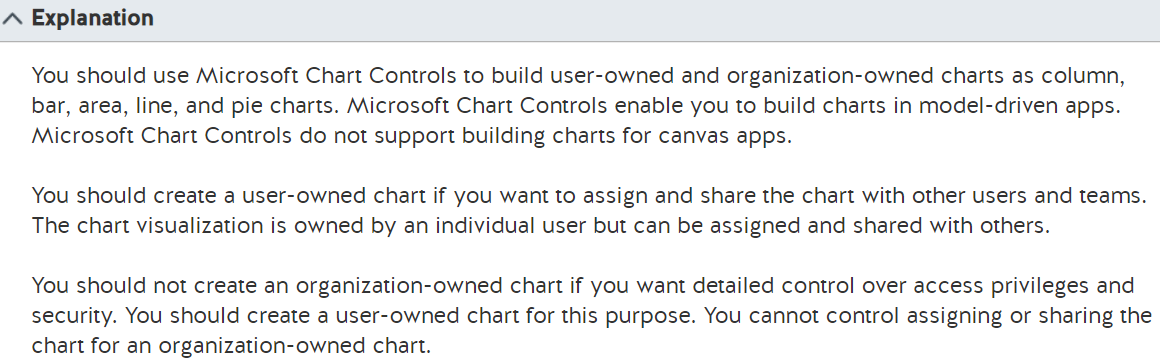 Explanation
You should use Microsoft Chart Controls to build user-owned and organization-owned charts as column,
bar, area, line, and pie charts. Microsoft Chart Controls enable you to build charts in model-driven apps.
Microsoft Chart Controls do not support building charts for canvas apps.
You should create a user-owned chart if you want to assign and share the chart with other users and teams.
The chart visualization is owned by an individual user but can be assigned and shared with others.
You should not create an organization-owned chart if you want detailed control over access privileges and
security. You should create a user-owned chart for this purpose. You cannot control assigning or sharing the
chart for an organization-owned chart.